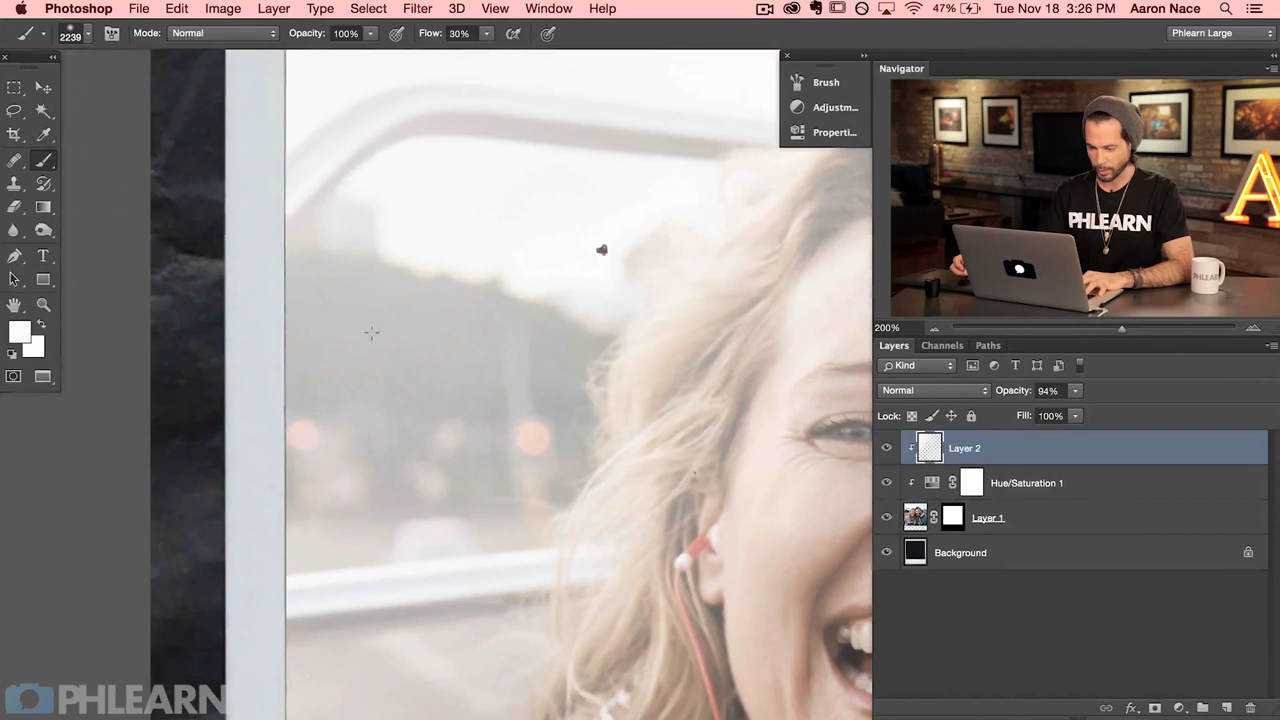 Photoshop File Edit Image Layer Type Select Filter 3D View Window Help 47% Tue Nov 18 3:26 PM Aaron Nace
2239 Mode: Normal Opacity: 100% Flow: 30% Phlearn Large
Brush
Adjustm...
Properti...
Navigator
PHLEARN
PHLEARN
A
200%
Layers Channels Paths
Kind
Normal Opacity: 94%
Lock: Fill: 100%
Layer 2
Hue/Saturation 1
Layer 1
Background
T
T
fx
PHLEARN